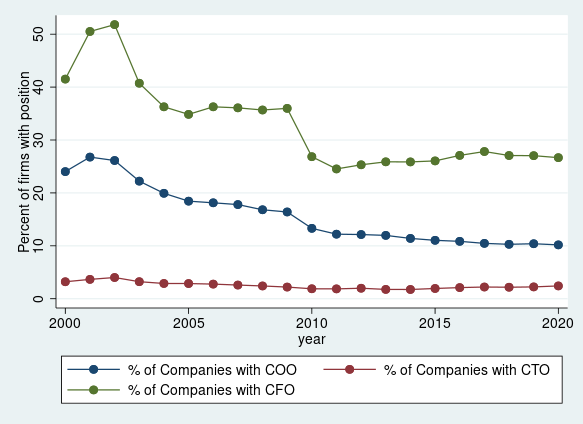 Percent of firms with position
50
40
30
20
10
0
2000 2005 2010 2015 2020
year
% of Companies with COO % of Companies with CTO
% of Companies with CFO